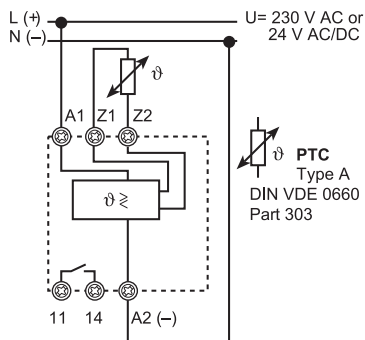 L (+)
N (–)
U= 230 V AC or
24 V AC/DC
ϑ
A1 Z1 Z2
ϑ PTC
Type A
DIN VDE 0660
Part 303
ϑ ≷
11 14 A2 (–)